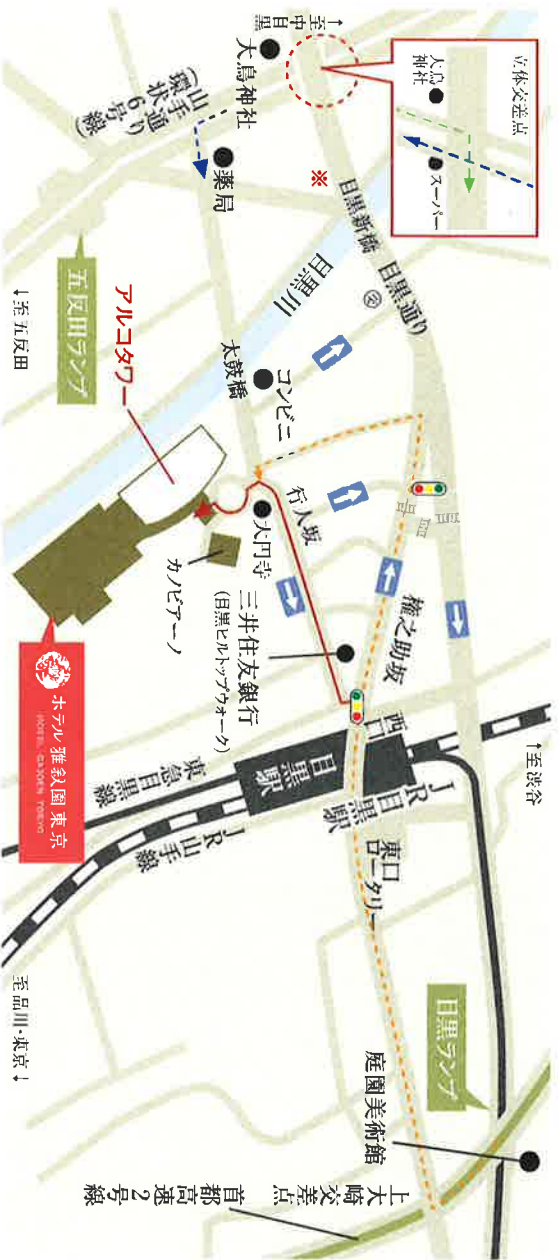 立体交差点
大鳥
神社
スーパー
↑至中目黒
大鳥神社
山手通り
(環状6号線)
薬局
※
目黒新橋
目黒通り
目黒川
五反田ランプ
↓至五反田
アルコタワー
太鼓橋
コンビニ
行人坂
大円寺
カノビアーノ
三井住友銀行
(目黒ヒルトップウォーク)
権之助坂
ホテル雅叙園東京
HOTEL GAJOEN TOKYO
西口
目黒駅
JR目黒駅
東口
ロータリー
東急目黒線
JR山手線
↑至渋谷
至品川・東京↓
目黒ランプ
庭園美術館
上大崎交差点
首都高速2号線